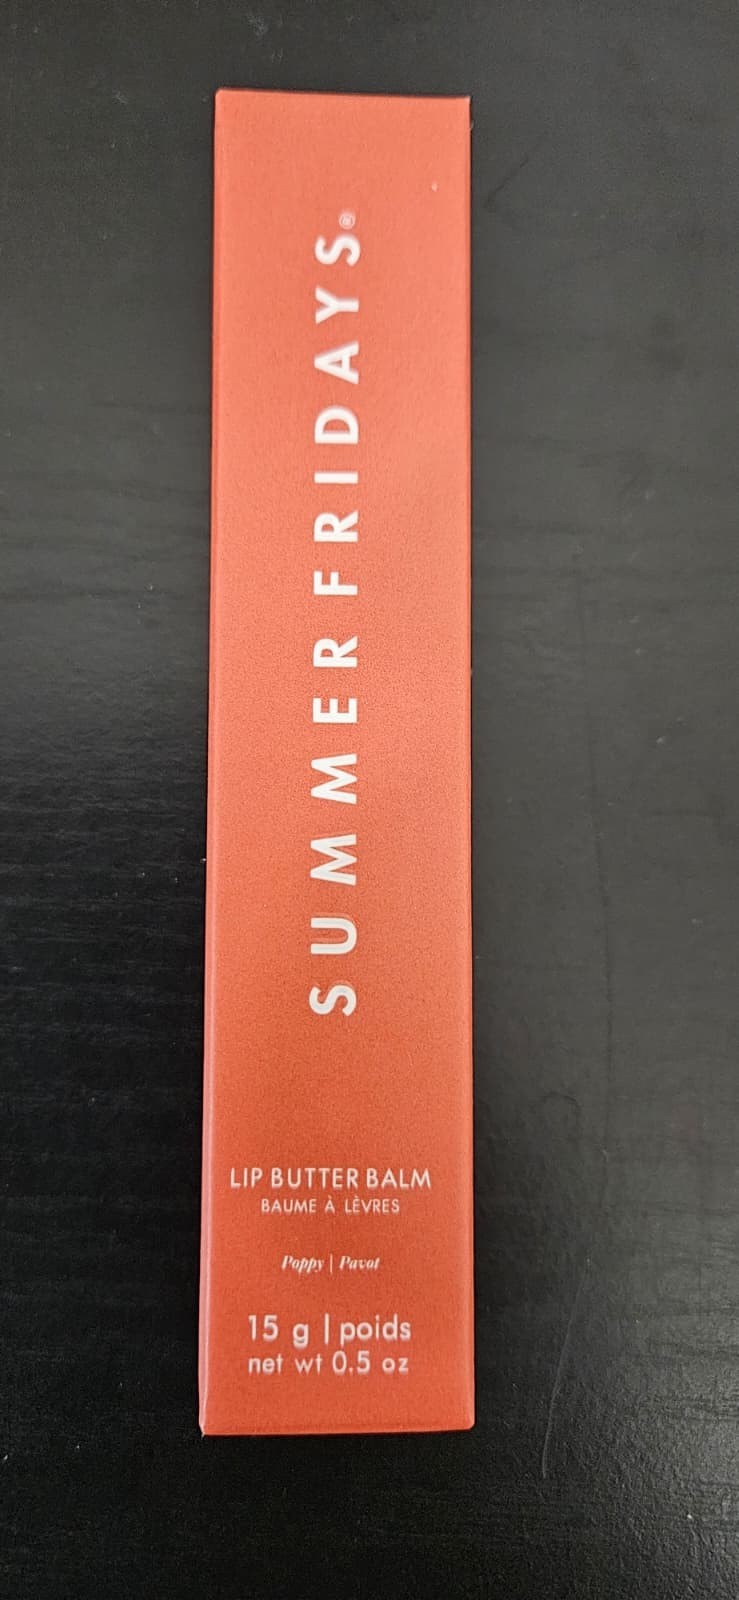 SUMMER FRIDAYS®
LIP BUTTER BALM
BAUME À LÈVRES
Poppy | Pavot
15 g | poids
net wt 0.5 oz